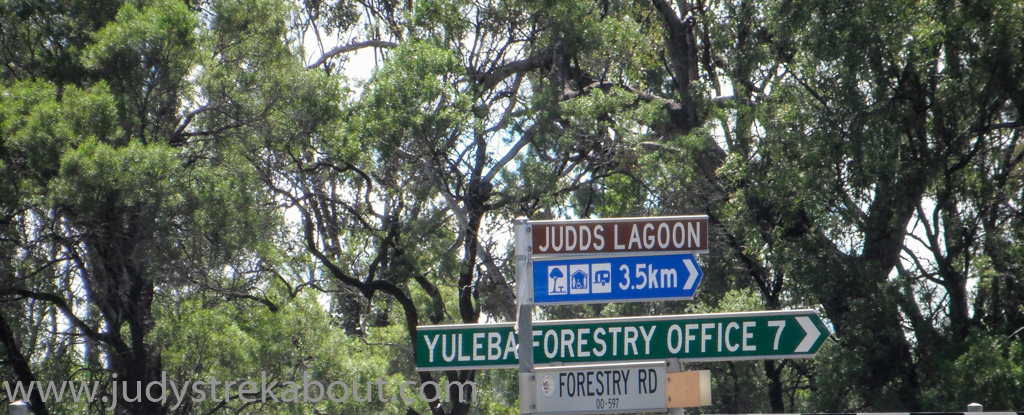 JUDDS LAGOON
3.5km
YULEBA FORESTRY OFFICE 7
FORESTRY RD
00-597
www.judystrekabout.com